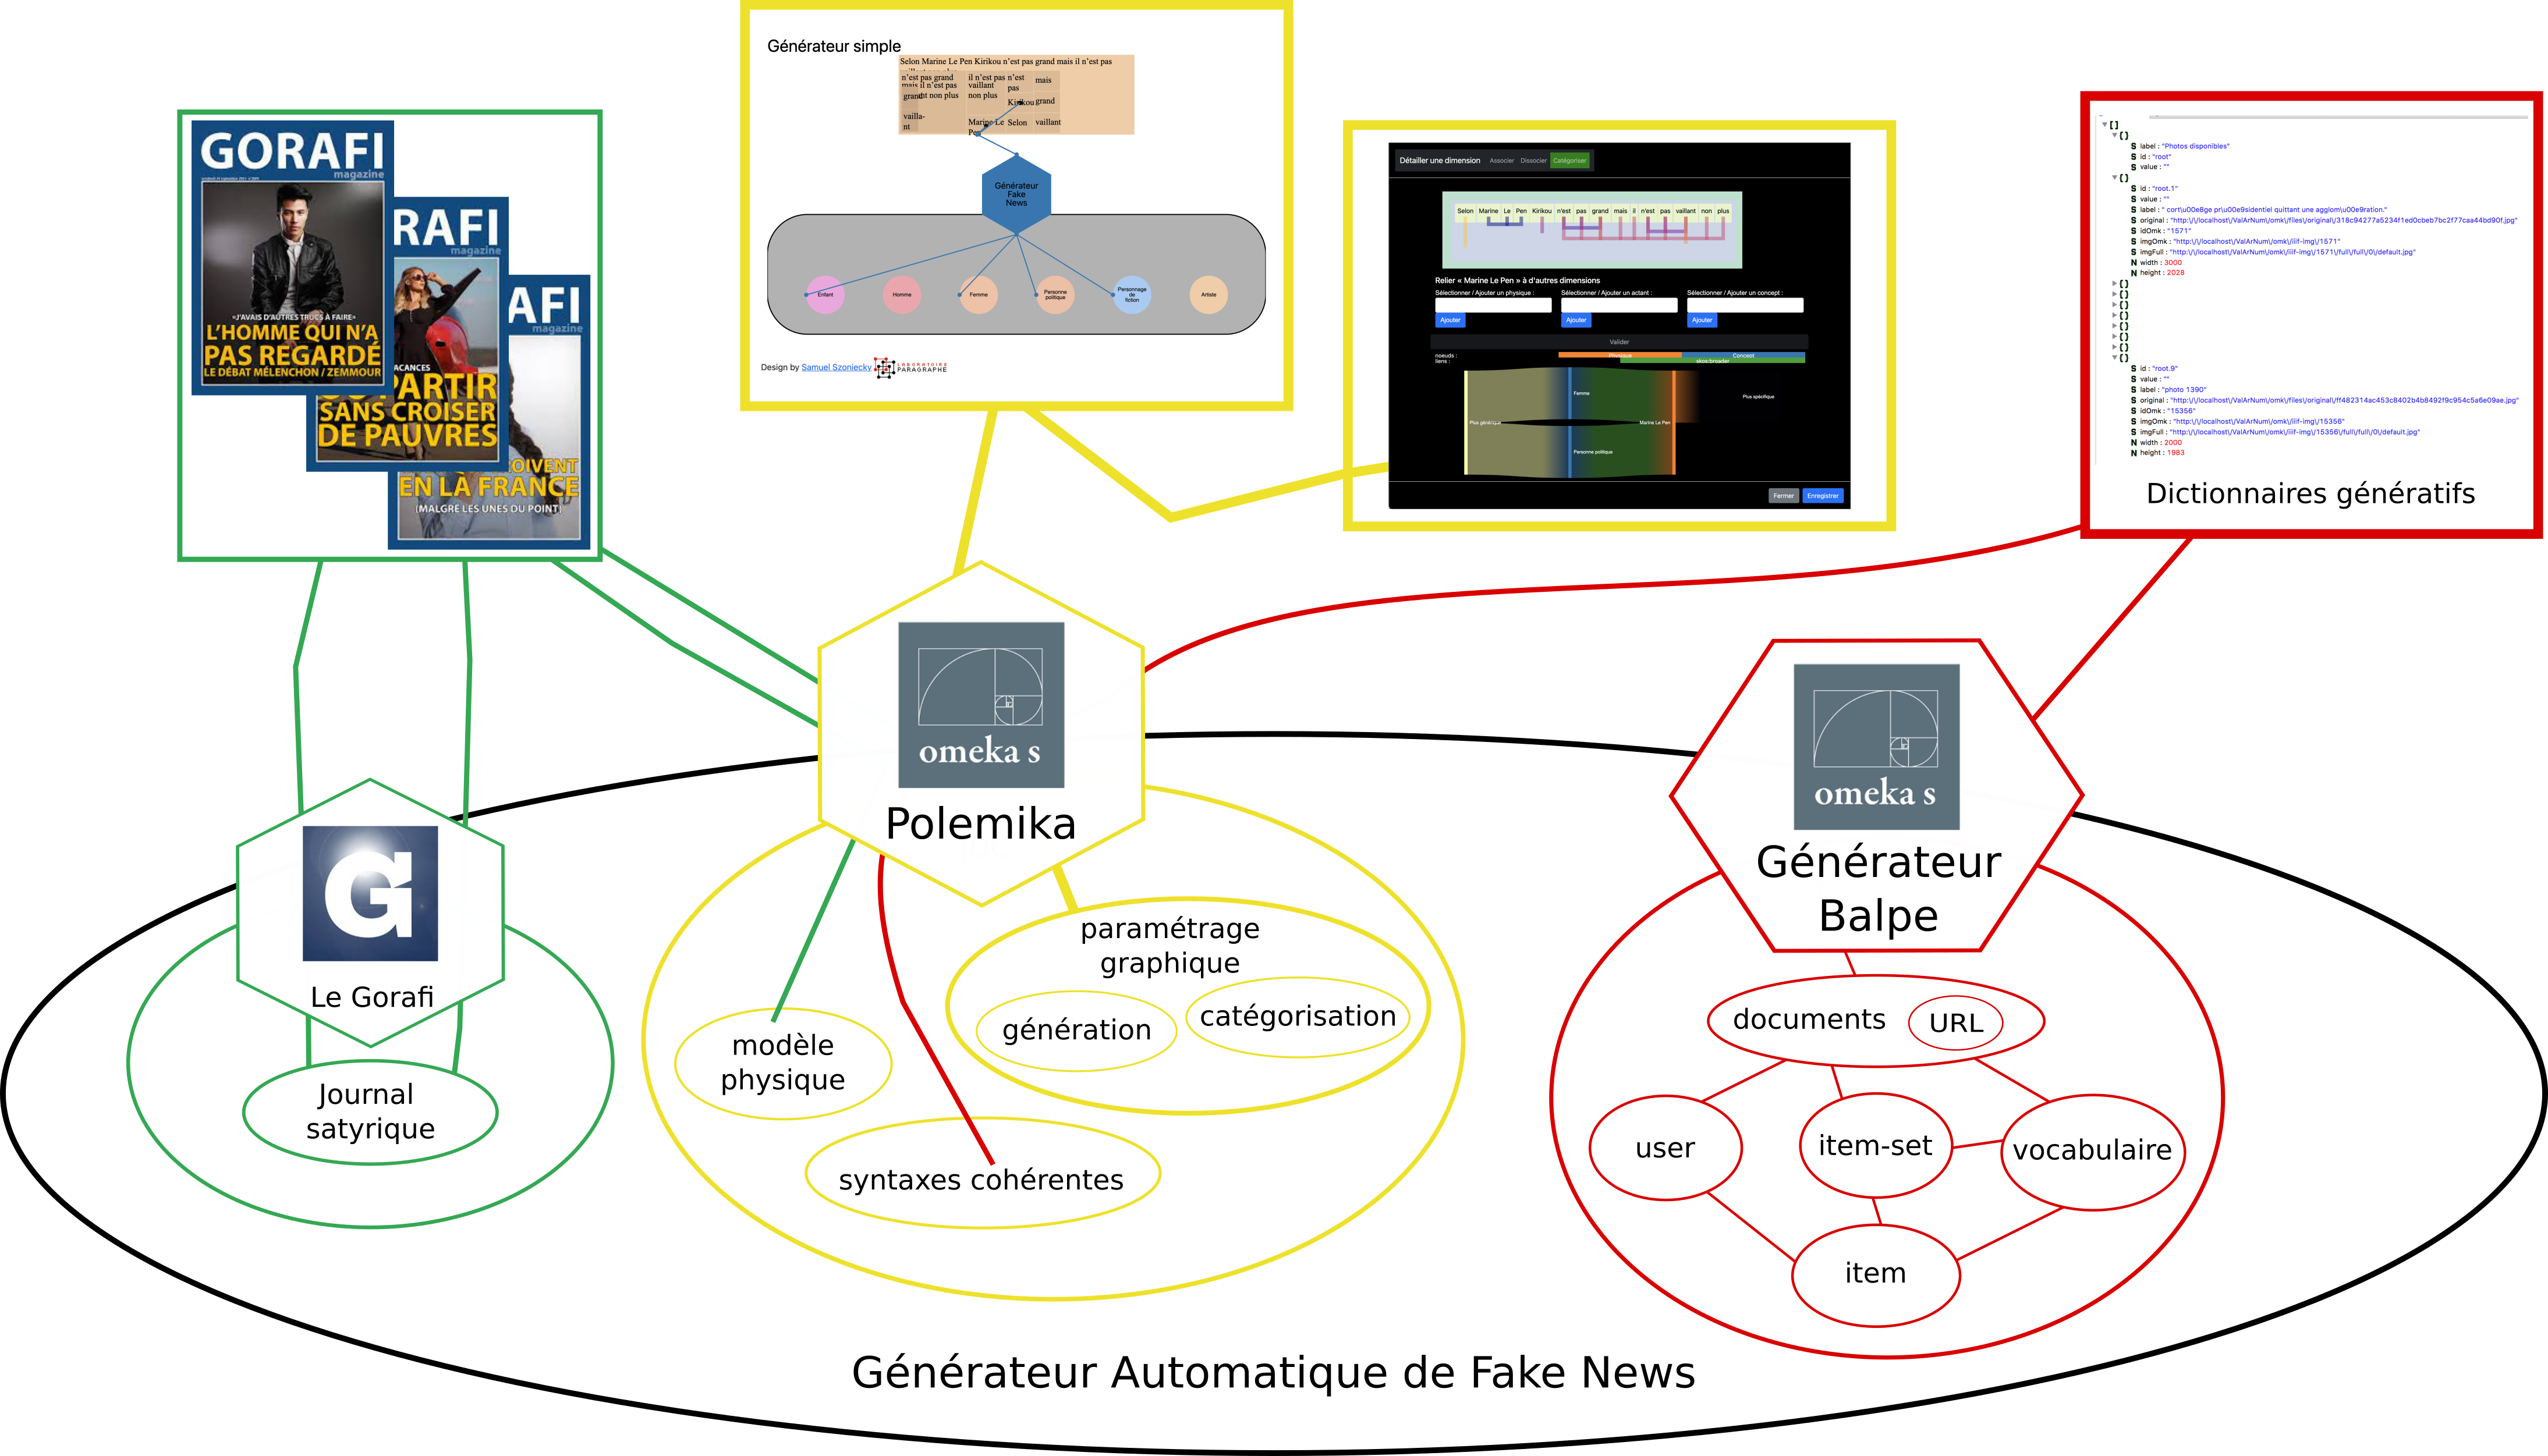 GORAFI
magazine
«J'AVAIS D'AUTRES TRUCS À FAIRE»
L'HOMME QUI N'A
PAS REGARDÉ
LE DÉBAT MÉLENCHON / ZEMMOUR
RAFI
magazine
ACANCES
PARTIR
SANS CROISER
DE PAUVRES
AFI
magazine
OIVENT
EN LA FRANCE
(MALGRÉ LES UNES DU POINT)
Générateur simple
Selon Marine Le Pen Kirikou n'est pas grand mais il n'est pas
n'est pas grand
mais il n'est pas
grand
nt non plus
vailla-
nt
il n'est pas
vaillant
non plus
n'est
pas
Kirikou
mais
grand
Marine Le
Pen
Selon
vaillant
Générateur
Fake
News
Enfant
Homme
Femme
Personne
politique
Personnage
de
fiction
Artiste
Design by Samuel Szoniecky
LABORATOIRE
PARAGRAPHE
Détailler une dimension Associer Dissocier Catégoriser
Selon Marine Le Pen Kirikou n'est pas grand mais il n'est pas vaillant non plus
Relier « Marine Le Pen » à d'autres dimensions
Sélectionner / Ajouter un physique : Sélectionner / Ajouter un actant : Sélectionner / Ajouter un concept :
Ajouter Ajouter Ajouter
Valider
noeuds : Physique Concept
liens : skos:broader
Femme
Plus spécifique
Plus générique
Marine Le Pen
Personne politique
Fermer Enregistrer
[]
{}
S label : "Photos disponibles"
S id : "root"
S value : ""
{}
S id : "root.1"
S value : ""
S label : " cort\u00e8ge pr\u00e9sidentiel quittant une agglom\u00e9ration."
S original : "http:\/\/localhost\/ValArNum\/omk\/files\/original\/318c94277a5234f1ed0cbeb7bc2f77caa44bd90f.jpg"
S idOmk : "1571"
S imgOmk : "http:\/\/localhost\/ValArNum\/omk\/iiif-img\/1571"
S imgFull : "http:\/\/localhost\/ValArNum\/omk\/iiif-img\/1571\/full\/full\/0\/default.jpg"
N width : 3000
N height : 2028
{}
{}
{}
{}
{}
{}
{}
{}
S id : "root.9"
S value : ""
S label : "photo 1390"
S original : "http:\/\/localhost\/ValArNum\/omk\/files\/original\/ff482314ac453c8402b4b8492f9c954c5a6e09ae.jpg"
S idOmk : "15356"
S imgOmk : "http:\/\/localhost\/ValArNum\/omk\/iiif-img\/15356"
S imgFull : "http:\/\/localhost\/ValArNum\/omk\/iiif-img\/15356\/full\/full\/0\/default.jpg"
N width : 2000
N height : 1983
Dictionnaires génératifs
G
Le Gorafi
Journal
satyrique
omeka s
Polemika
paramétrage
graphique
génération
catégorisation
modèle
physique
syntaxes cohérentes
omeka s
Générateur
Balpe
documents
URL
user
item-set
vocabulaire
item
Générateur Automatique de Fake News